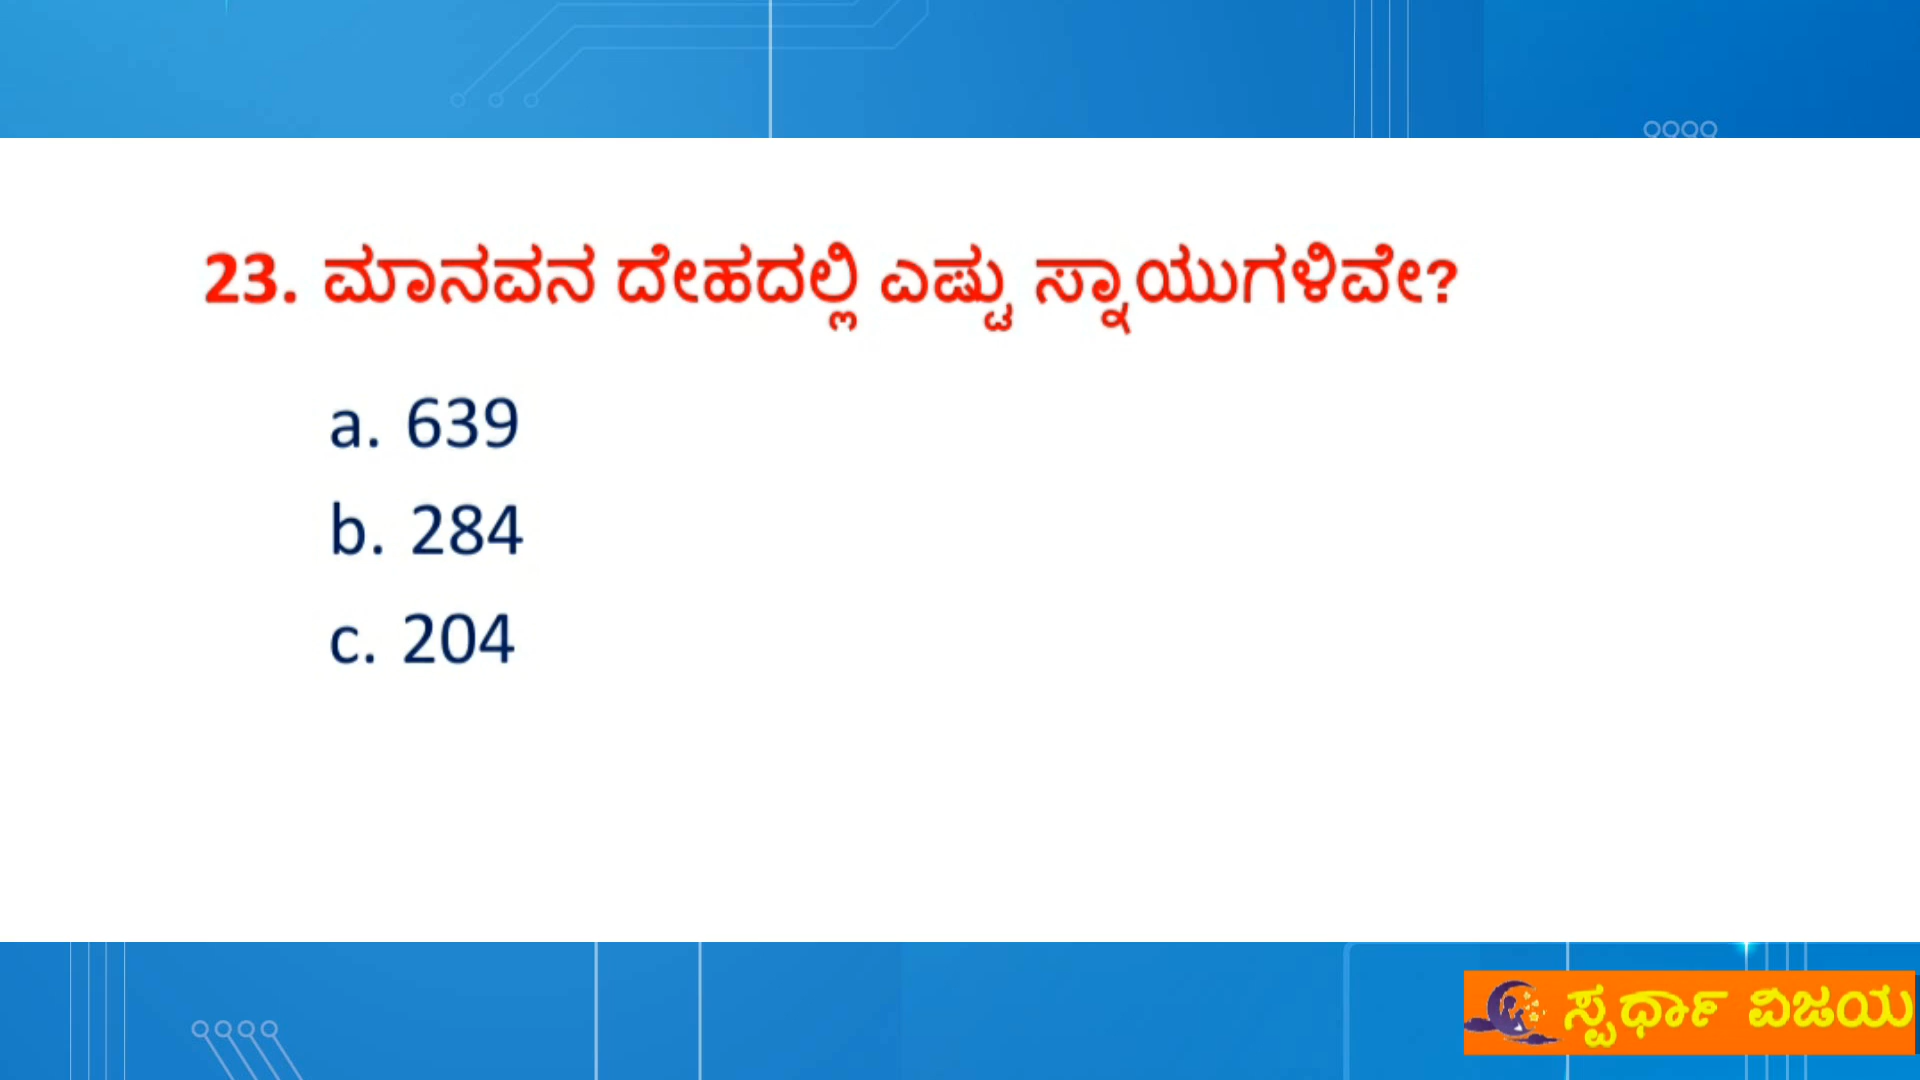 23. ಮಾನವನ ದೇಹದಲ್ಲಿ ಎಷ್ಟು ಸ್ನಾಯುಗಳಿವೇ?
a. 639
b. 284
c. 204
ಸ್ಪರ್ಧಾ ವಿಜಯ